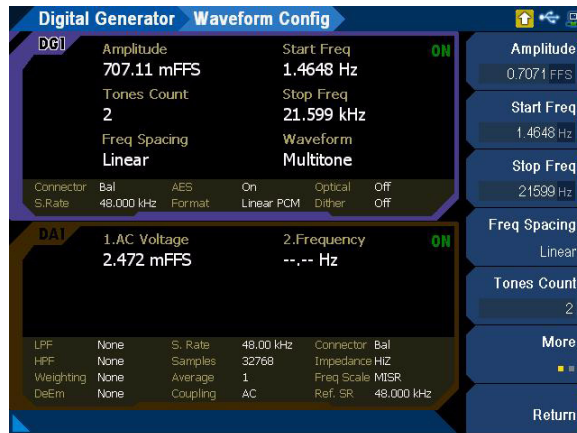 Digital Generator Waveform Config
DG1
Amplitude Start Freq ON
707.11 mFFS 1.4648 Hz
Tones Count Stop Freq
2 21.599 kHz
Freq Spacing Waveform
Linear Multitone
Connector Bal AES On Optical Off
S.Rate 48.000 kHz Format Linear PCM Dither Off
DA1
1.AC Voltage 2.Frequency ON
2.472 mFFS --.-- Hz
LPF None S. Rate 48.00 kHz Connector Bal
HPF None Samples 32768 Impedance HiZ
Weighting None Average 1 Freq Scale MISR
DeEm None Coupling AC Ref. SR 48.000 kHz
Amplitude
0.7071 FFS
Start Freq
1.4648 Hz
Stop Freq
21599 Hz
Freq Spacing
Linear
Tones Count
2
More
Return